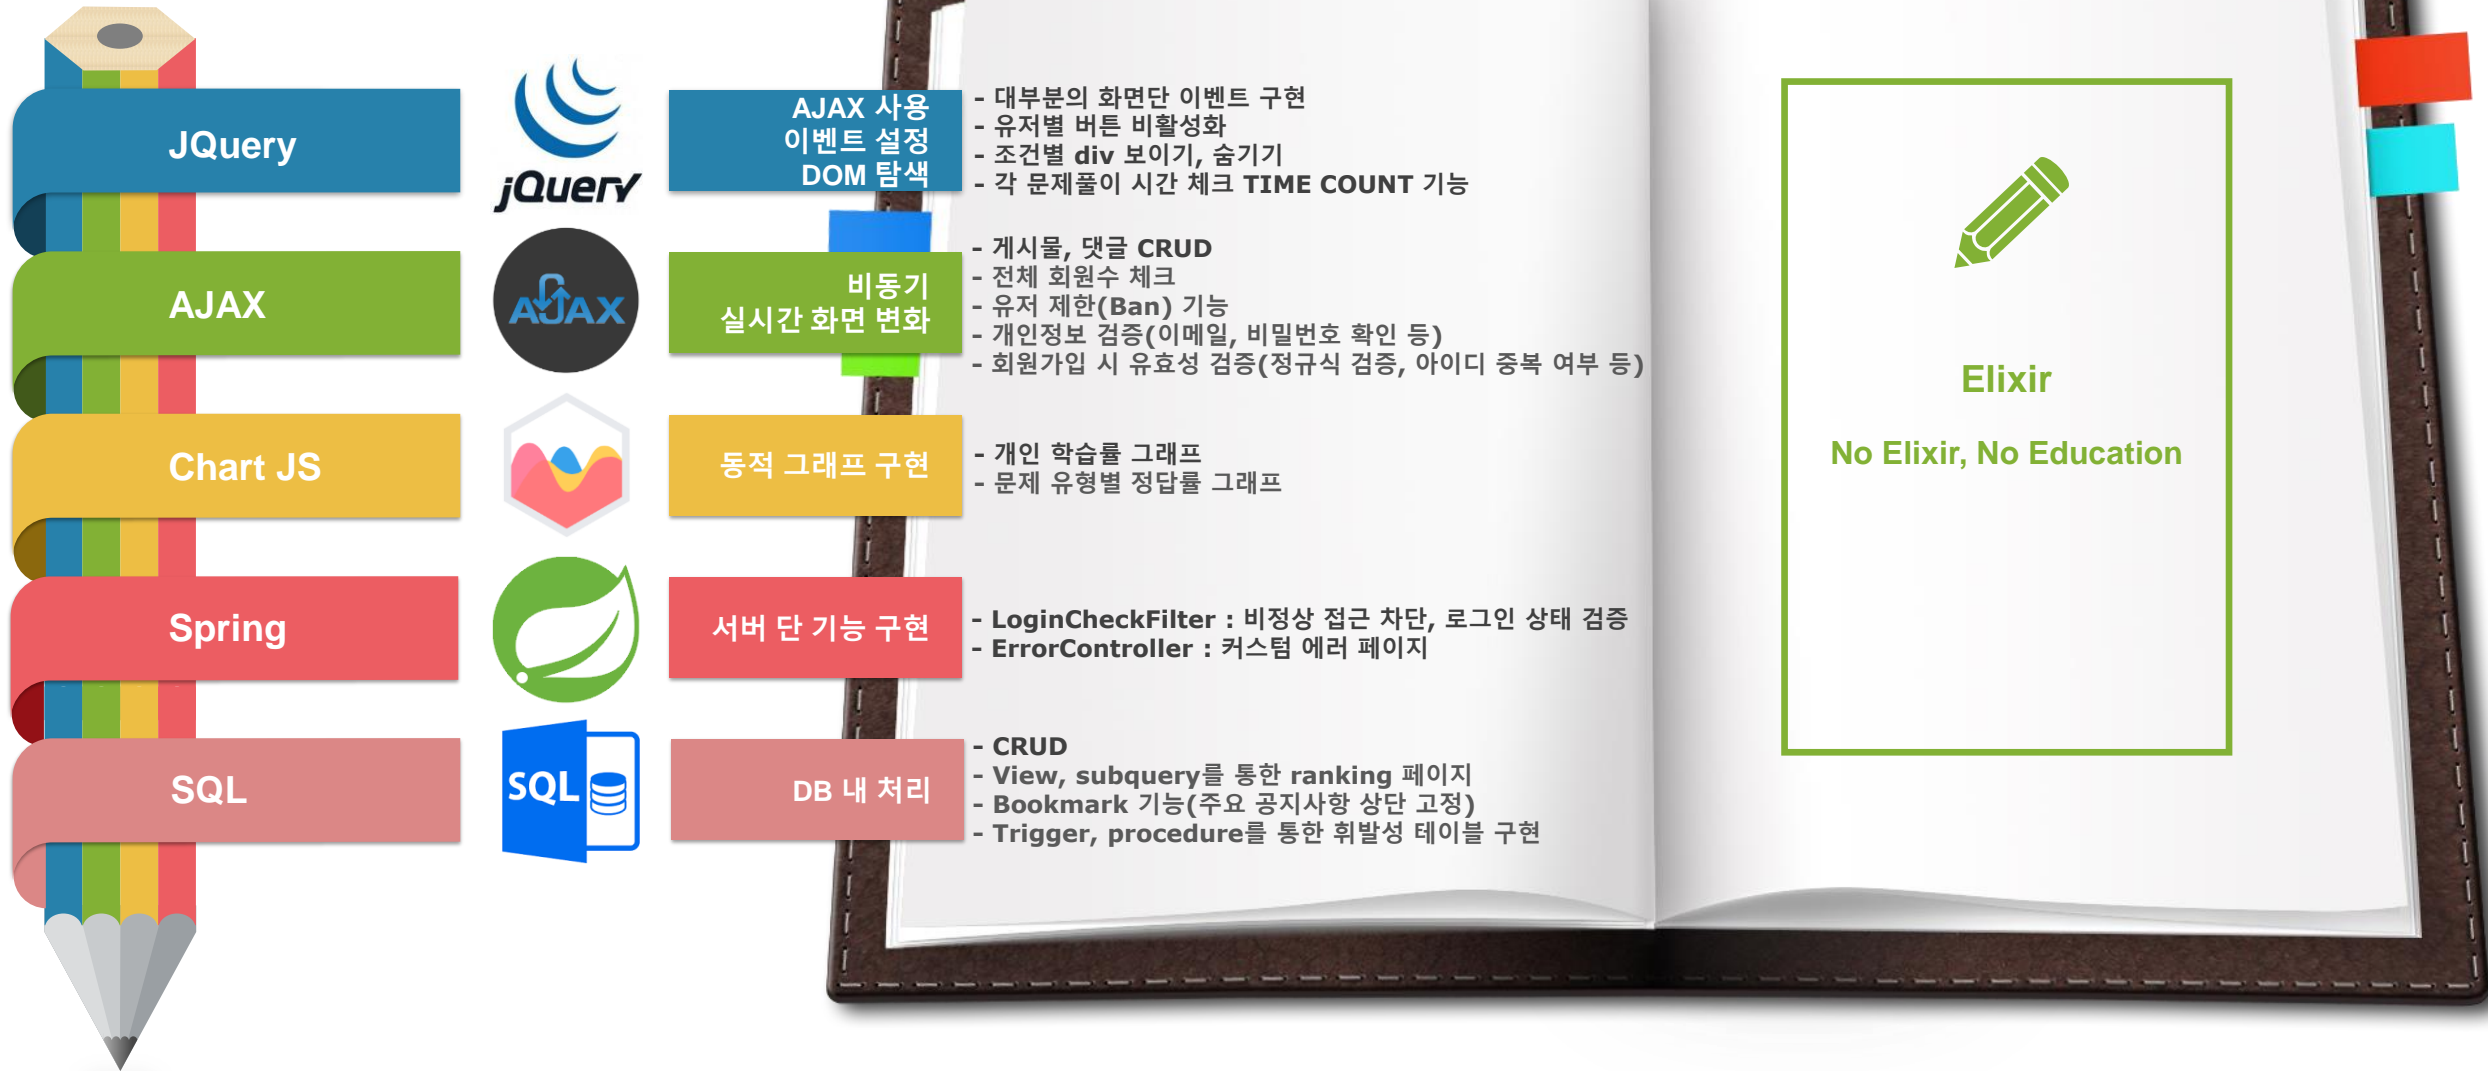 JQuery
jQuery
AJAX 사용
이벤트 설정
DOM 탐색
- 대부분의 화면단 이벤트 구현
- 유저별 버튼 비활성화
- 조건별 div 보이기, 숨기기
- 각 문제풀이 시간 체크 TIME COUNT 기능
AJAX
AJAX
비동기
실시간 화면 변화
- 게시물, 댓글 CRUD
- 전체 회원수 체크
- 유저 제한(Ban) 기능
- 개인정보 검증(이메일, 비밀번호 확인 등)
- 회원가입 시 유효성 검증(정규식 검증, 아이디 중복 여부 등)
Chart JS
동적 그래프 구현
- 개인 학습률 그래프
- 문제 유형별 정답률 그래프
Spring
서버 단 기능 구현
- LoginCheckFilter : 비정상 접근 차단, 로그인 상태 검증
- ErrorController : 커스텀 에러 페이지
SQL
SQL
DB 내 처리
- CRUD
- View, subquery를 통한 ranking 페이지
- Bookmark 기능(주요 공지사항 상단 고정)
- Trigger, procedure를 통한 휘발성 테이블 구현
Elixir
No Elixir, No Education